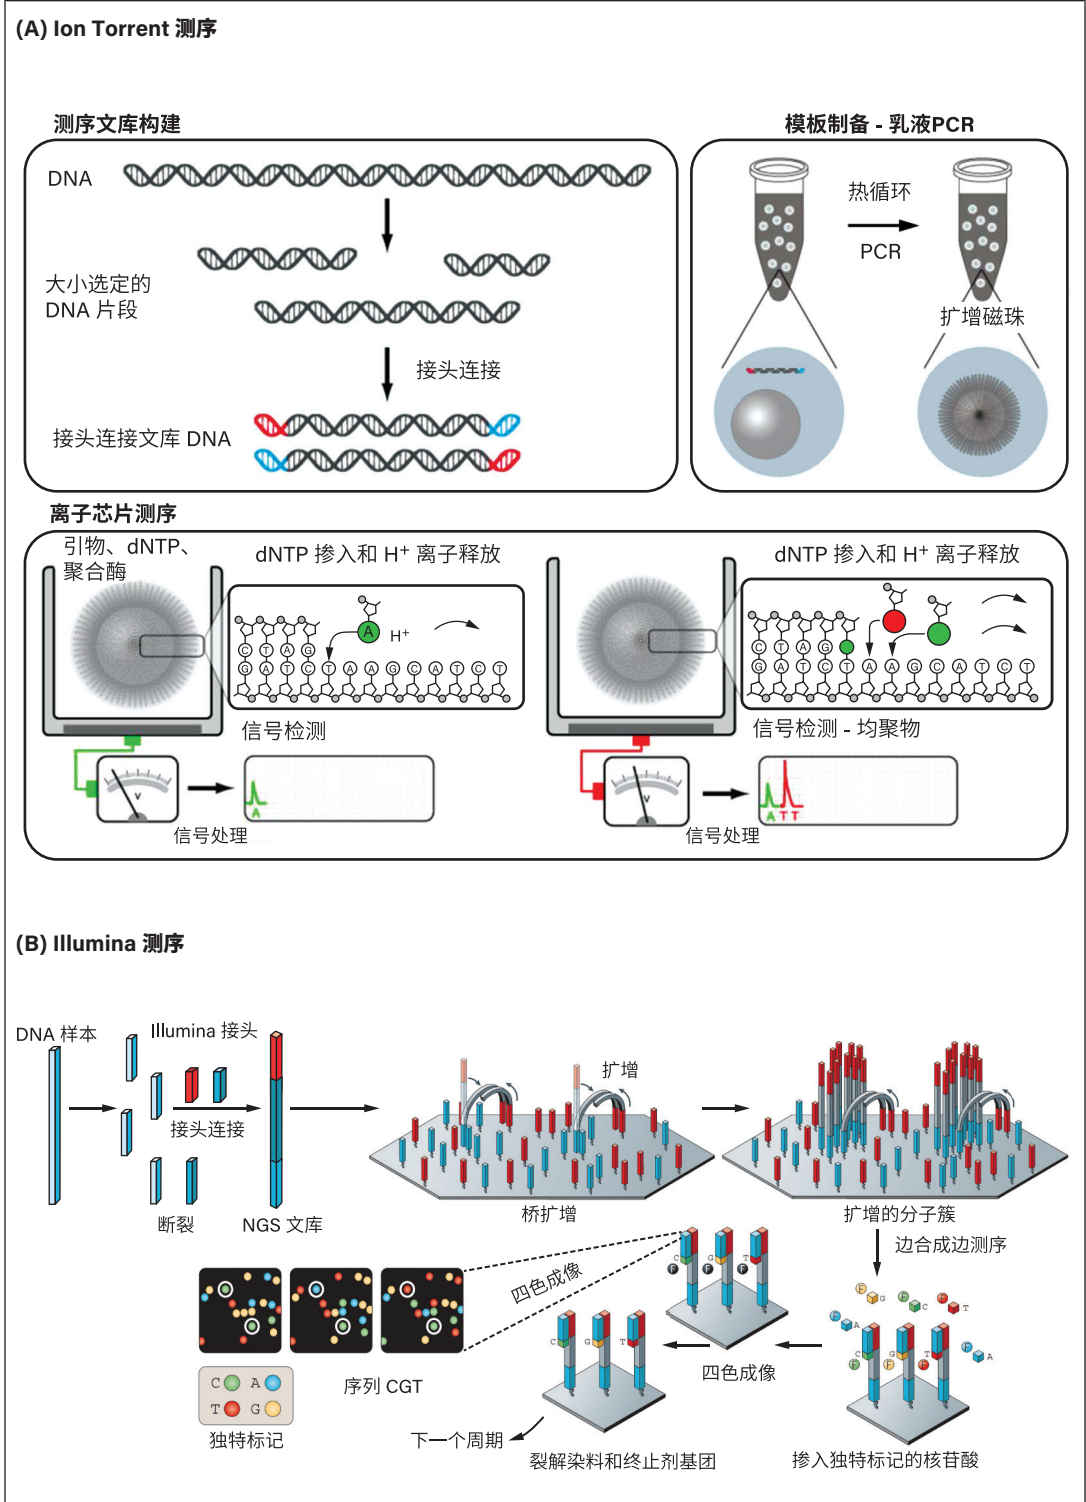 (A) Ion Torrent 测序
测序文库构建
DNA
大小选定的
DNA 片段
接头连接
接头连接文库 DNA
模板制备 - 乳液PCR
热循环
PCR
扩增磁珠
离子芯片测序
引物、dNTP、
聚合酶
dNTP 掺入和 H⁺ 离子释放
A
H⁺
C T A G
G A T C T A A G C A T C T
信号检测
V
信号处理
A
dNTP 掺入和 H⁺ 离子释放
C T A G
G A T C T A A G C A T C T
信号检测 - 均聚物
V
信号处理
A T T
(B) Illumina 测序
DNA 样本
Illumina 接头
接头连接
断裂
NGS 文库
扩增
桥扩增
扩增的分子簇
边合成边测序
F G
F C
F T
F A
F A
C G T
F F F
掺入独特标记的核苷酸
四色成像
C G T
F F F
四色成像
序列 CGT
C A
T G
独特标记
C G T
裂解染料和终止剂基团
下一个周期